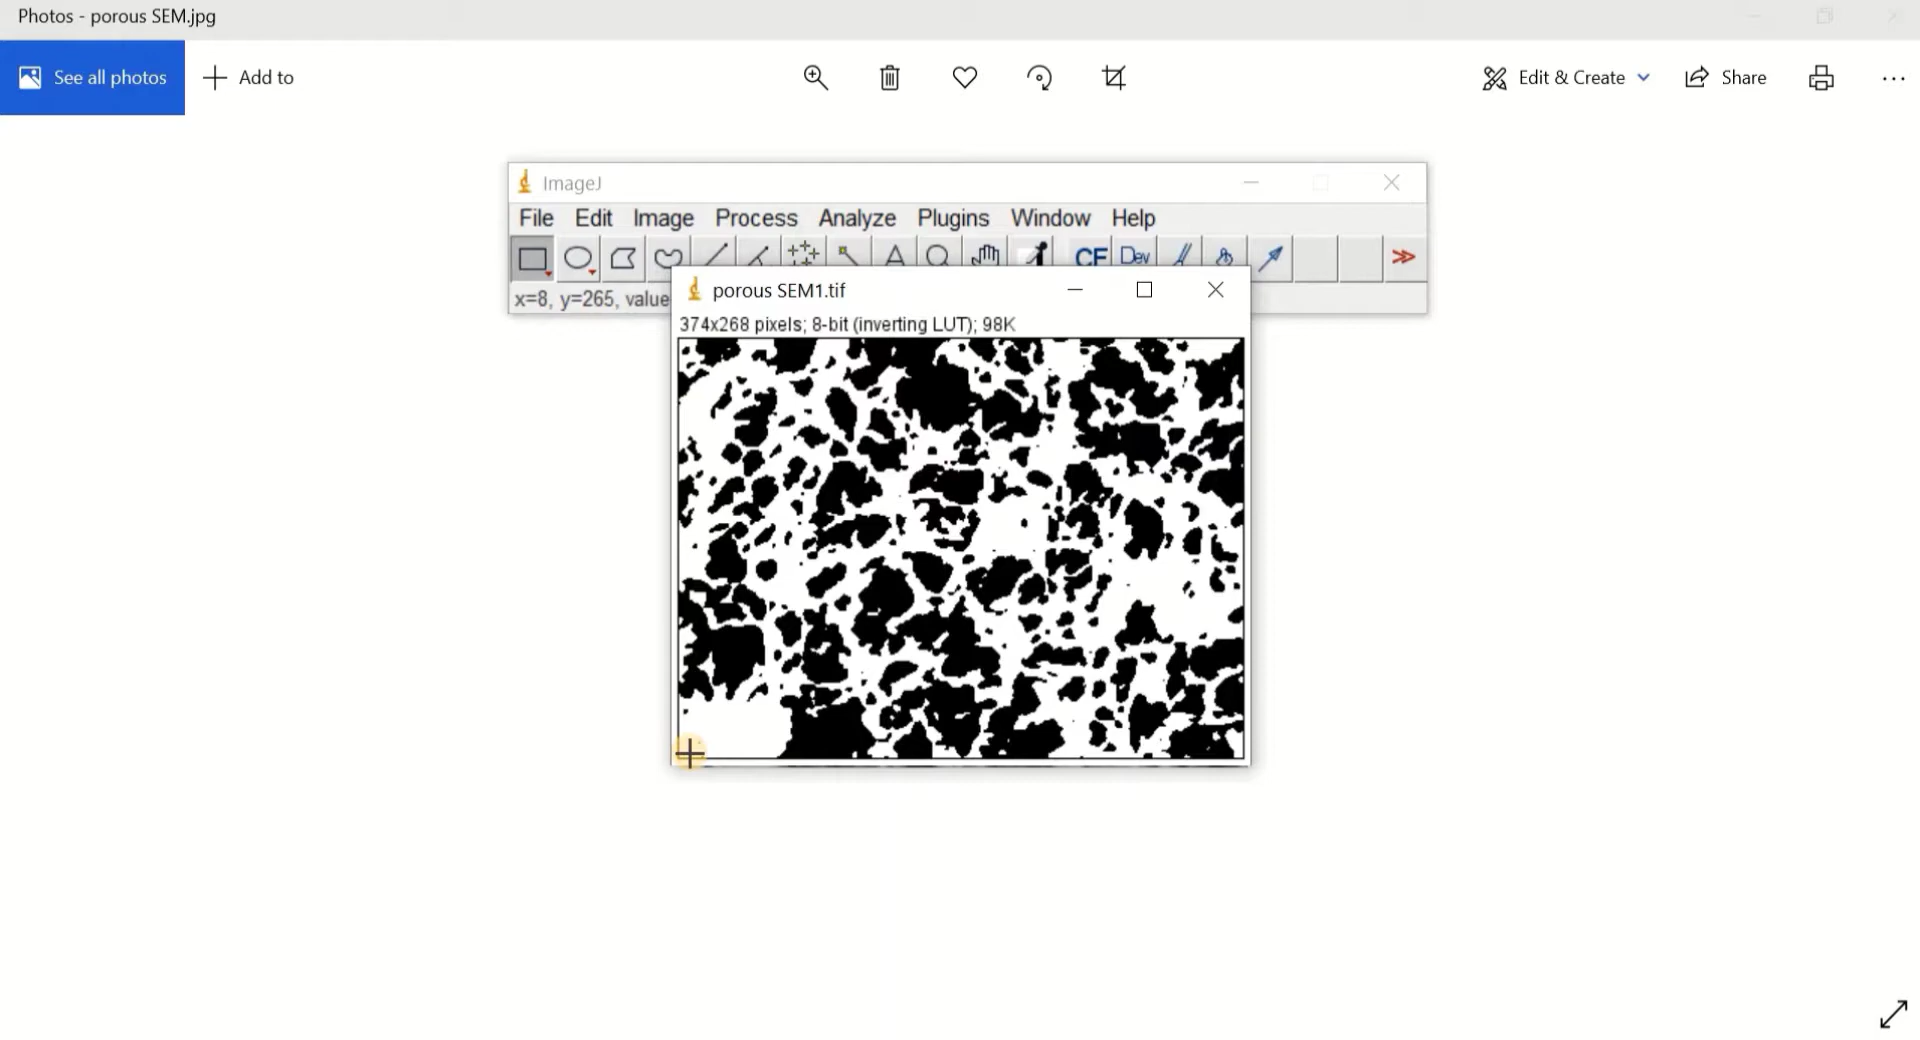 Photos - porous SEM.jpg
See all photos
Add to
Edit & Create
Share
ImageJ
File Edit Image Process Analyze Plugins Window Help
A CF Dev
x=8, y=265, value
porous SEM1.tif
374x268 pixels; 8-bit (inverting LUT); 98K